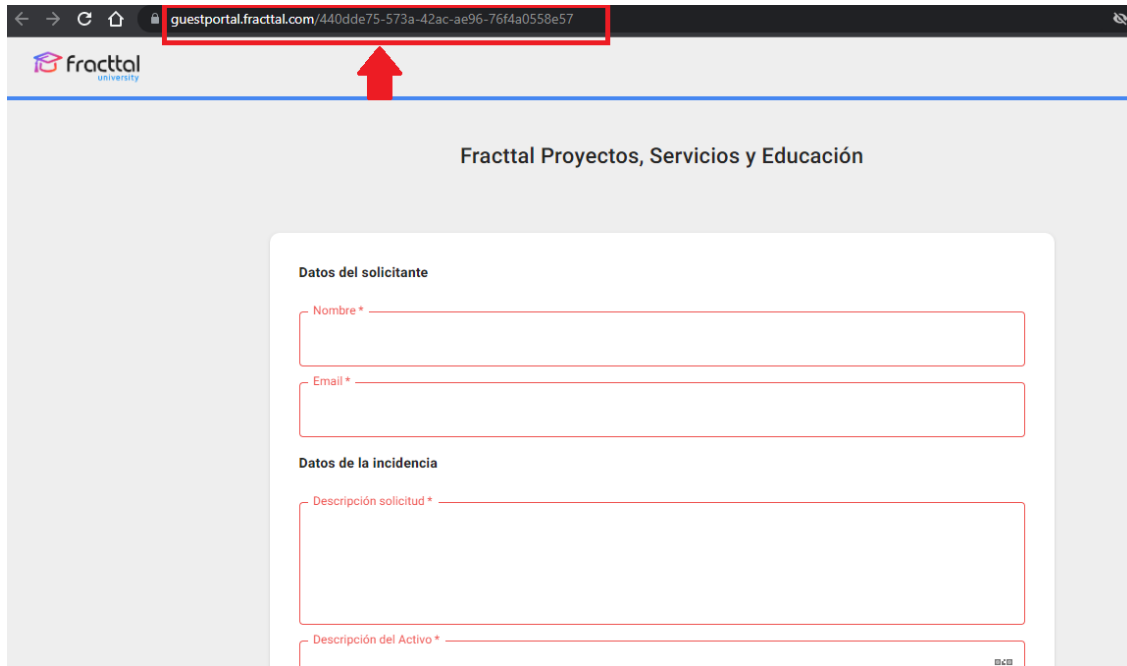 guestportal.fracttal.com/440dde75-573a-42ac-ae96-76f4a0558e57
fracttal
university
Fracttal Proyectos, Servicios y Educación
Datos del solicitante
Nombre *
Email *
Datos de la incidencia
Descripción solicitud *
Descripción del Activo *